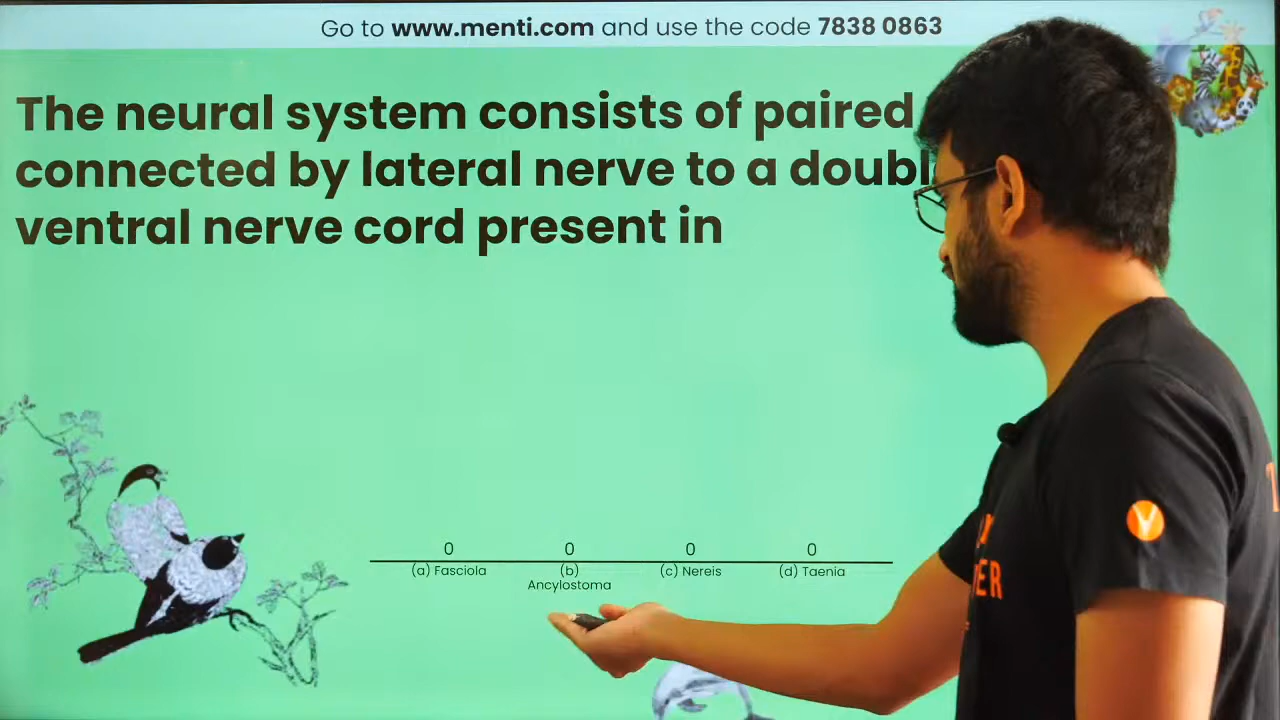 Go to www.menti.com and use the code 7838 0863
The neural system consists of paired
connected by lateral nerve to a
ventral nerve cord present in
0 0 0 0
(a) Fasciola (b) Ancylostoma (c) Nereis (d) Taenia